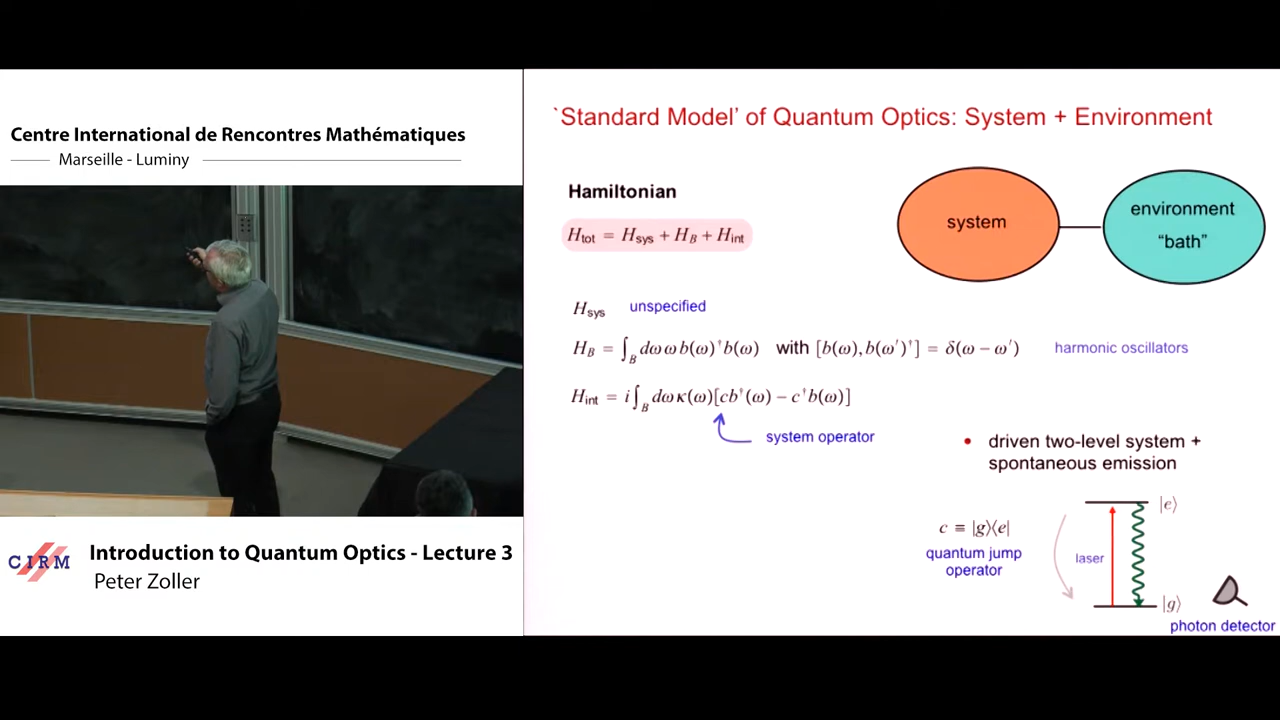 Centre International de Rencontres Mathématiques
Marseille - Luminy
CIRM
Introduction to Quantum Optics - Lecture 3
Peter Zoller
`Standard Model' of Quantum Optics: System + Environment
Hamiltonian
H_tot = H_sys + H_B + H_int
system
environment
“bath”
H_sys unspecified
H_B = ∫_B dω ω b(ω)†b(ω) with [b(ω), b(ω′)†] = δ(ω − ω′) harmonic oscillators
H_int = i∫_B dω κ(ω)[cb†(ω) − c†b(ω)]
system operator
• driven two-level system +
spontaneous emission
c ≡ |g⟩⟨e|
quantum jump
operator
laser
|e⟩
|g⟩
photon detector